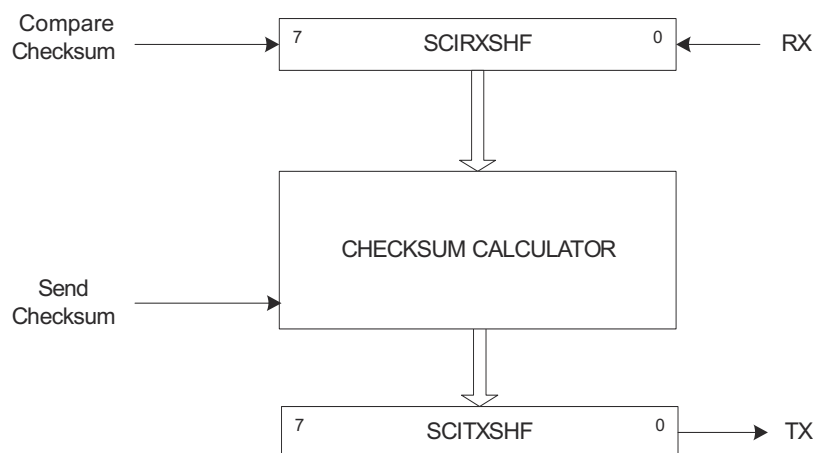 Compare
Checksum
7 SCIRXSHF 0
RX
CHECKSUM CALCULATOR
Send
Checksum
7 SCITXSHF 0
TX